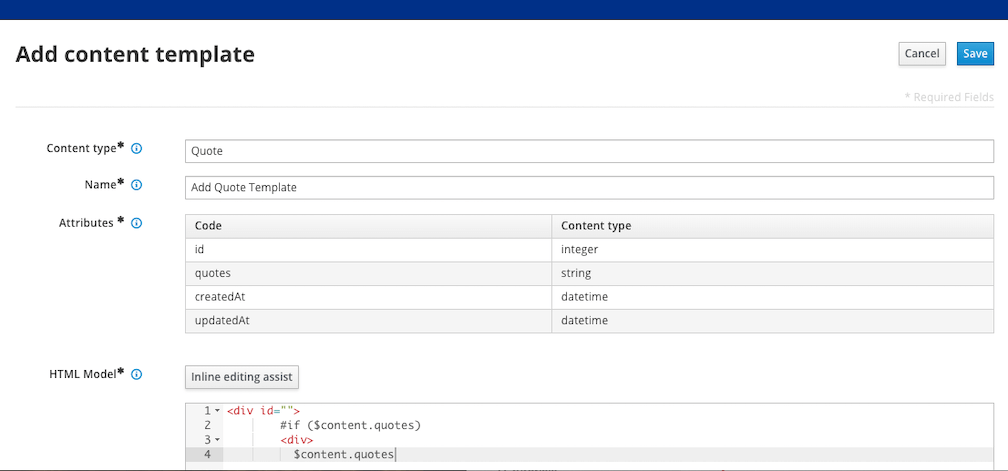 Add content template
Cancel
Save
* Required Fields
Content type*
Quote
Name*
Add Quote Template
Attributes *
Code Content type
id integer
quotes string
createdAt datetime
updatedAt datetime
HTML Model*
Inline editing assist
1 <div id="">
2 #if ($content.quotes)
3 <div>
4 $content.quotes